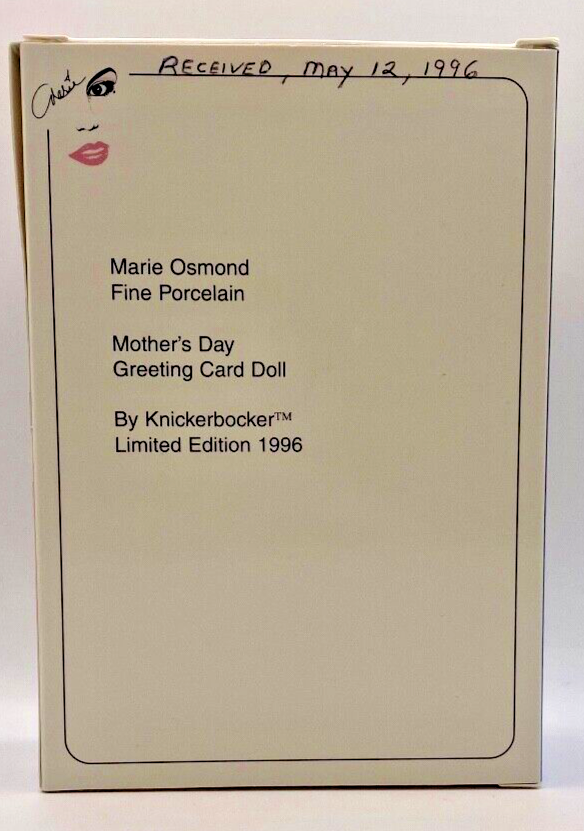 RECEIVED, MAY 12, 1996
Marie Osmond
Fine Porcelain
Mother's Day
Greeting Card Doll
By Knickerbocker™
Limited Edition 1996